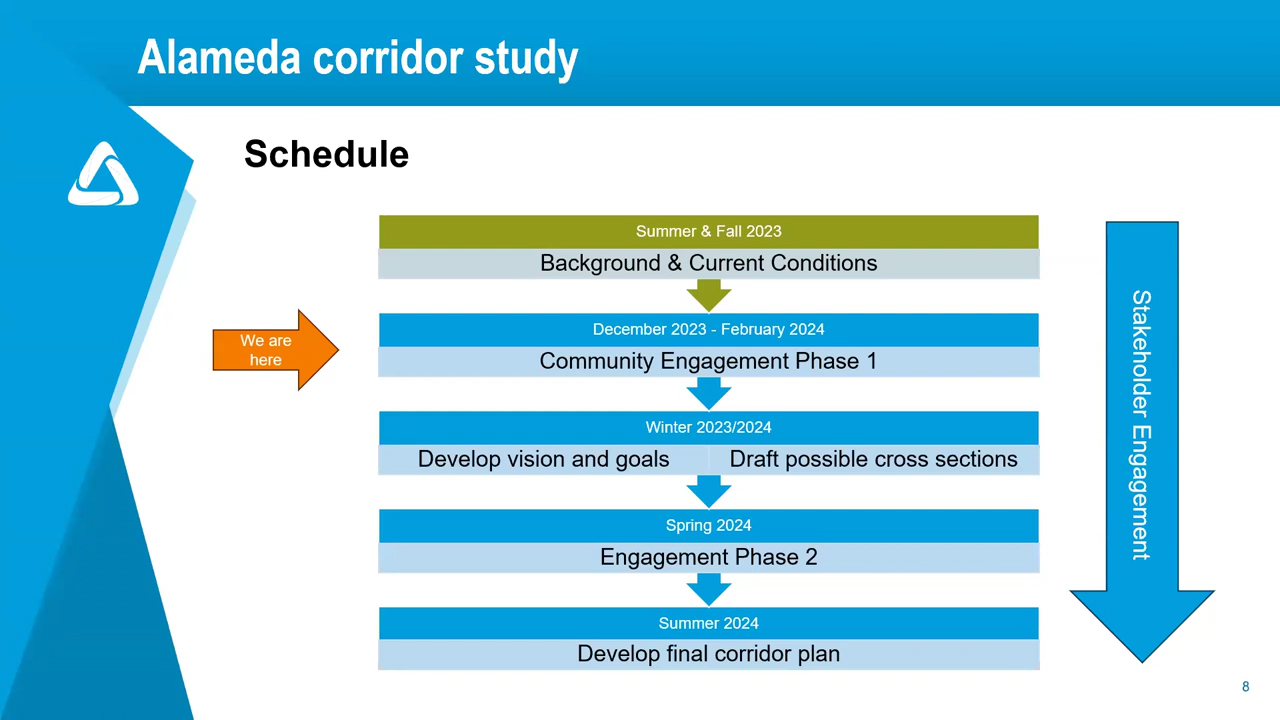 Alameda corridor study
Schedule
Summer & Fall 2023
Background & Current Conditions
We are
here
December 2023 - February 2024
Community Engagement Phase 1
Winter 2023/2024
Develop vision and goals
Draft possible cross sections
Spring 2024
Engagement Phase 2
Summer 2024
Develop final corridor plan
Stakeholder Engagement
8